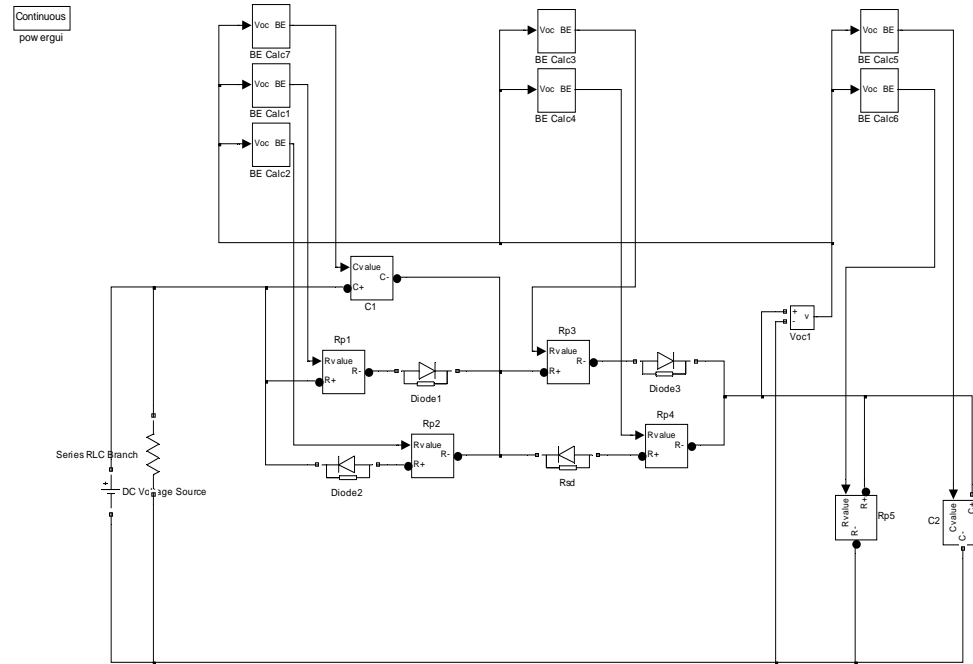 Continuous
pow ergui
Voc BE
BE Calc7
Voc BE
BE Calc3
Voc BE
BE Calc5
Voc BE
BE Calc1
Voc BE
BE Calc4
Voc BE
BE Calc6
Voc BE
BE Calc2
Cvalue
C-
C+
C1
+
-
v
Voc1
Rp1
Rvalue
R-
R+
Diode1
Rp3
Rvalue
R-
R+
Diode3
Rp2
Rvalue
R-
R+
Diode2
Rp4
Rvalue
R-
R+
Rsd
Series RLC Branch
+
DC Voltage Source
Rvalue
R+
R-
Rp5
C2
Cvalue
C+
C-